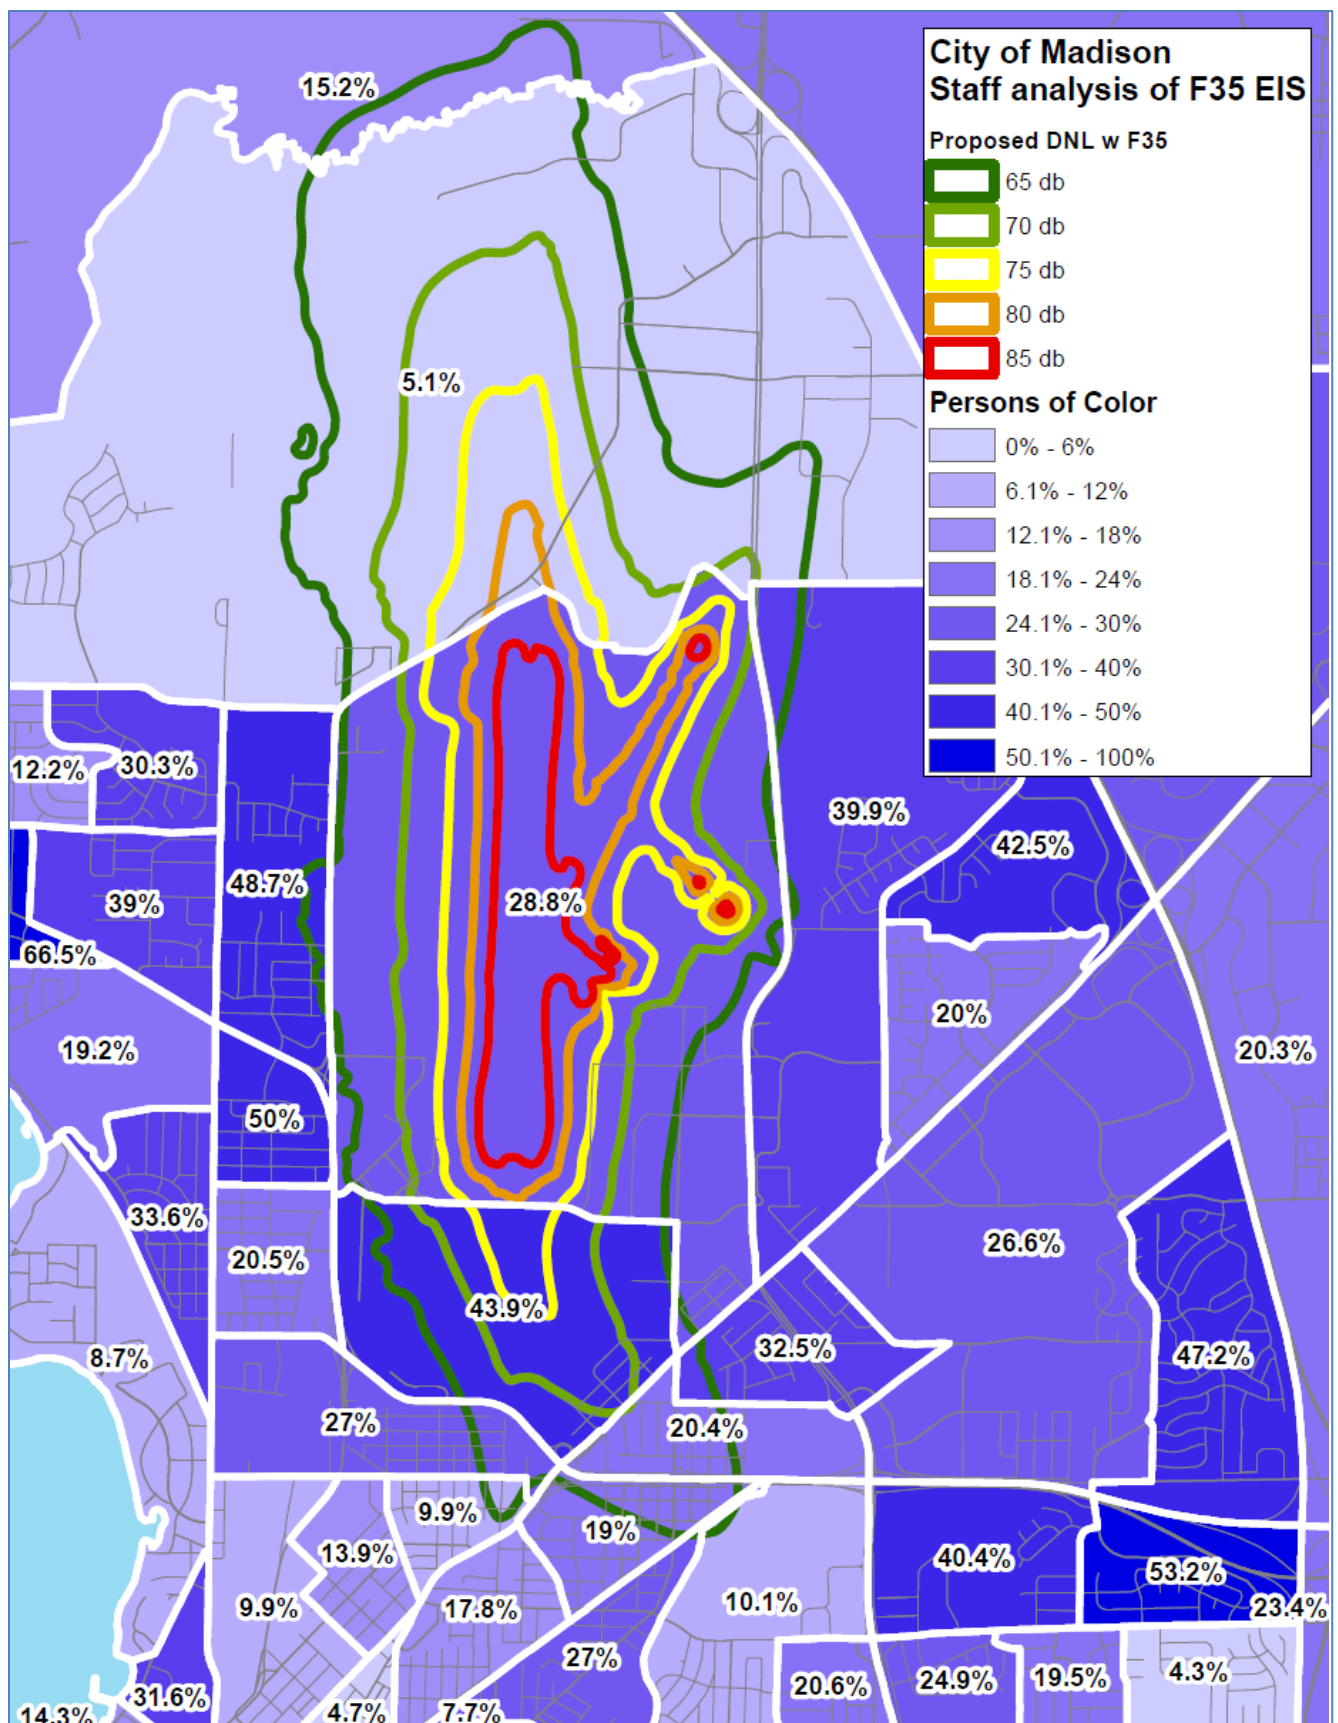 City of Madison
Staff analysis of F35 EIS
Proposed DNL w F35
65 db
70 db
75 db
80 db
85 db
Persons of Color
0% - 6%
6.1% - 12%
12.1% - 18%
18.1% - 24%
24.1% - 30%
30.1% - 40%
40.1% - 50%
50.1% - 100%
15.2%
5.1%
12.2%
30.3%
39.9%
42.5%
48.7%
39%
28.8%
66.5%
20%
19.2%
20.3%
50%
33.6%
26.6%
20.5%
43.9%
32.5%
47.2%
8.7%
27%
20.4%
9.9%
19%
13.9%
40.4%
53.2%
10.1%
9.9%
17.8%
23.4%
27%
4.3%
24.9%
19.5%
20.6%
31.6%
14.3%
4.7%
7.7%